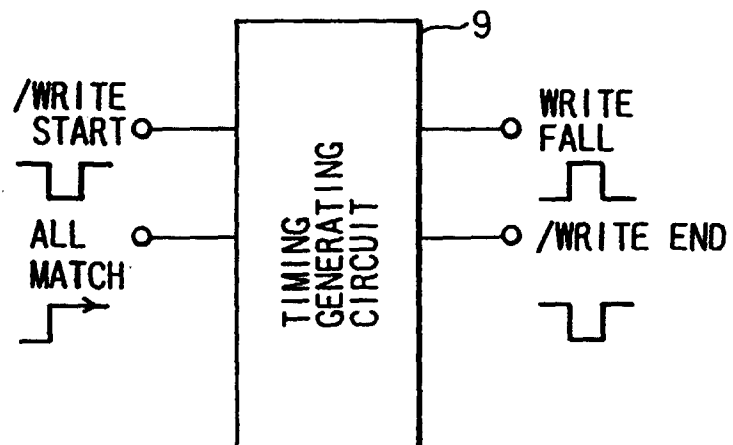 9
/WRITE
START
WRITE
FALL
ALL
MATCH
/WRITE END
TIMING
GENERATING
CIRCUIT